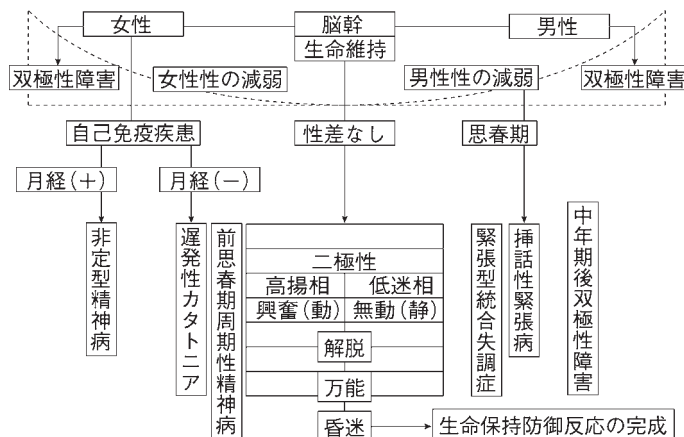 女性
脳幹
男性
生命維持
双極性障害
女性性の減弱
男性性の減弱
双極性障害
自己免疫疾患
性差なし
思春期
月経(+)
月経(−)
非定型精神病
遅発性カタトニア
前思春期周期性精神病
二極性
高揚相
低迷相
興奮(動)
無動(静)
解脱
万能
昏迷
緊張型統合失調症
挿話性緊張病
中年期後双極性障害
生命保持防御反応の完成